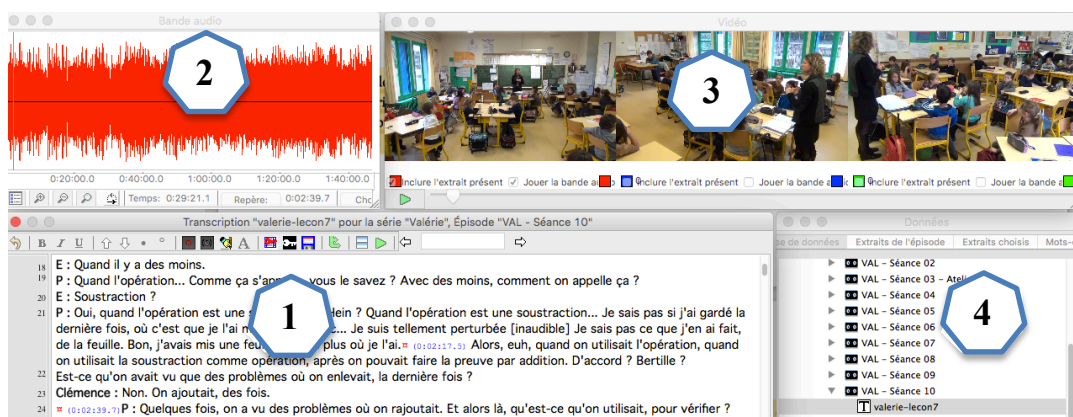 Bande audio
2
0:20:00.0 0:40:00.0 1:00:00.0 1:20:00.0 1:40:00.0
Temps: 0:29:21.1 Repère: 0:02:39.7
Vidéo
3
Inclure l'extrait présent Jouer la bande Inclure l'extrait présent Jouer la bande a Inclure l'extrait présent Jouer la bande a
Transcription "valerie-lecon7" pour la série "Valérie", Épisode "VAL - Séance 10"
B I U A
18 E : Quand il y a des moins.
19 P : Quand l'opération... Comme ça vous le savez ? Avec des moins, comment on appelle ça ?
20 E : Soustraction ?
21 P : Oui, quand l'opération est une Hein ? Quand l'opération est une soustraction... Je sais pas si j'ai gardé la
dernière fois, où c'est que je l'ai Je suis tellement perturbée [inaudible] Je sais pas ce que j'en ai fait,
de la feuille. Bon, j'avais mis une plus où je l'ai.¤ (0:02:17.5) Alors, euh, quand on utilisait l'opération, quand
on utilisait la soustraction comme opération, après on pouvait faire la preuve par addition. D'accord ? Bertille ?
22 Est-ce qu'on avait vu que des problèmes où on enlevait, la dernière fois ?
23 Clémence : Non. On ajoutait, des fois.
24 ¤ (0:02:39.7)P : Quelques fois, on a vu des problèmes où on rajoutait. Et alors là, qu'est-ce qu'on utilisait, pour vérifier ?
1
Données
se de données Extraits de l'épisode Extraits choisis Mots-
VAL - Séance 02
VAL - Séance 03 - Atel
VAL - Séance 04
VAL - Séance 05
VAL - Séance 06
VAL - Séance 07
VAL - Séance 08
VAL - Séance 09
VAL - Séance 10
T valerie-lecon7
4